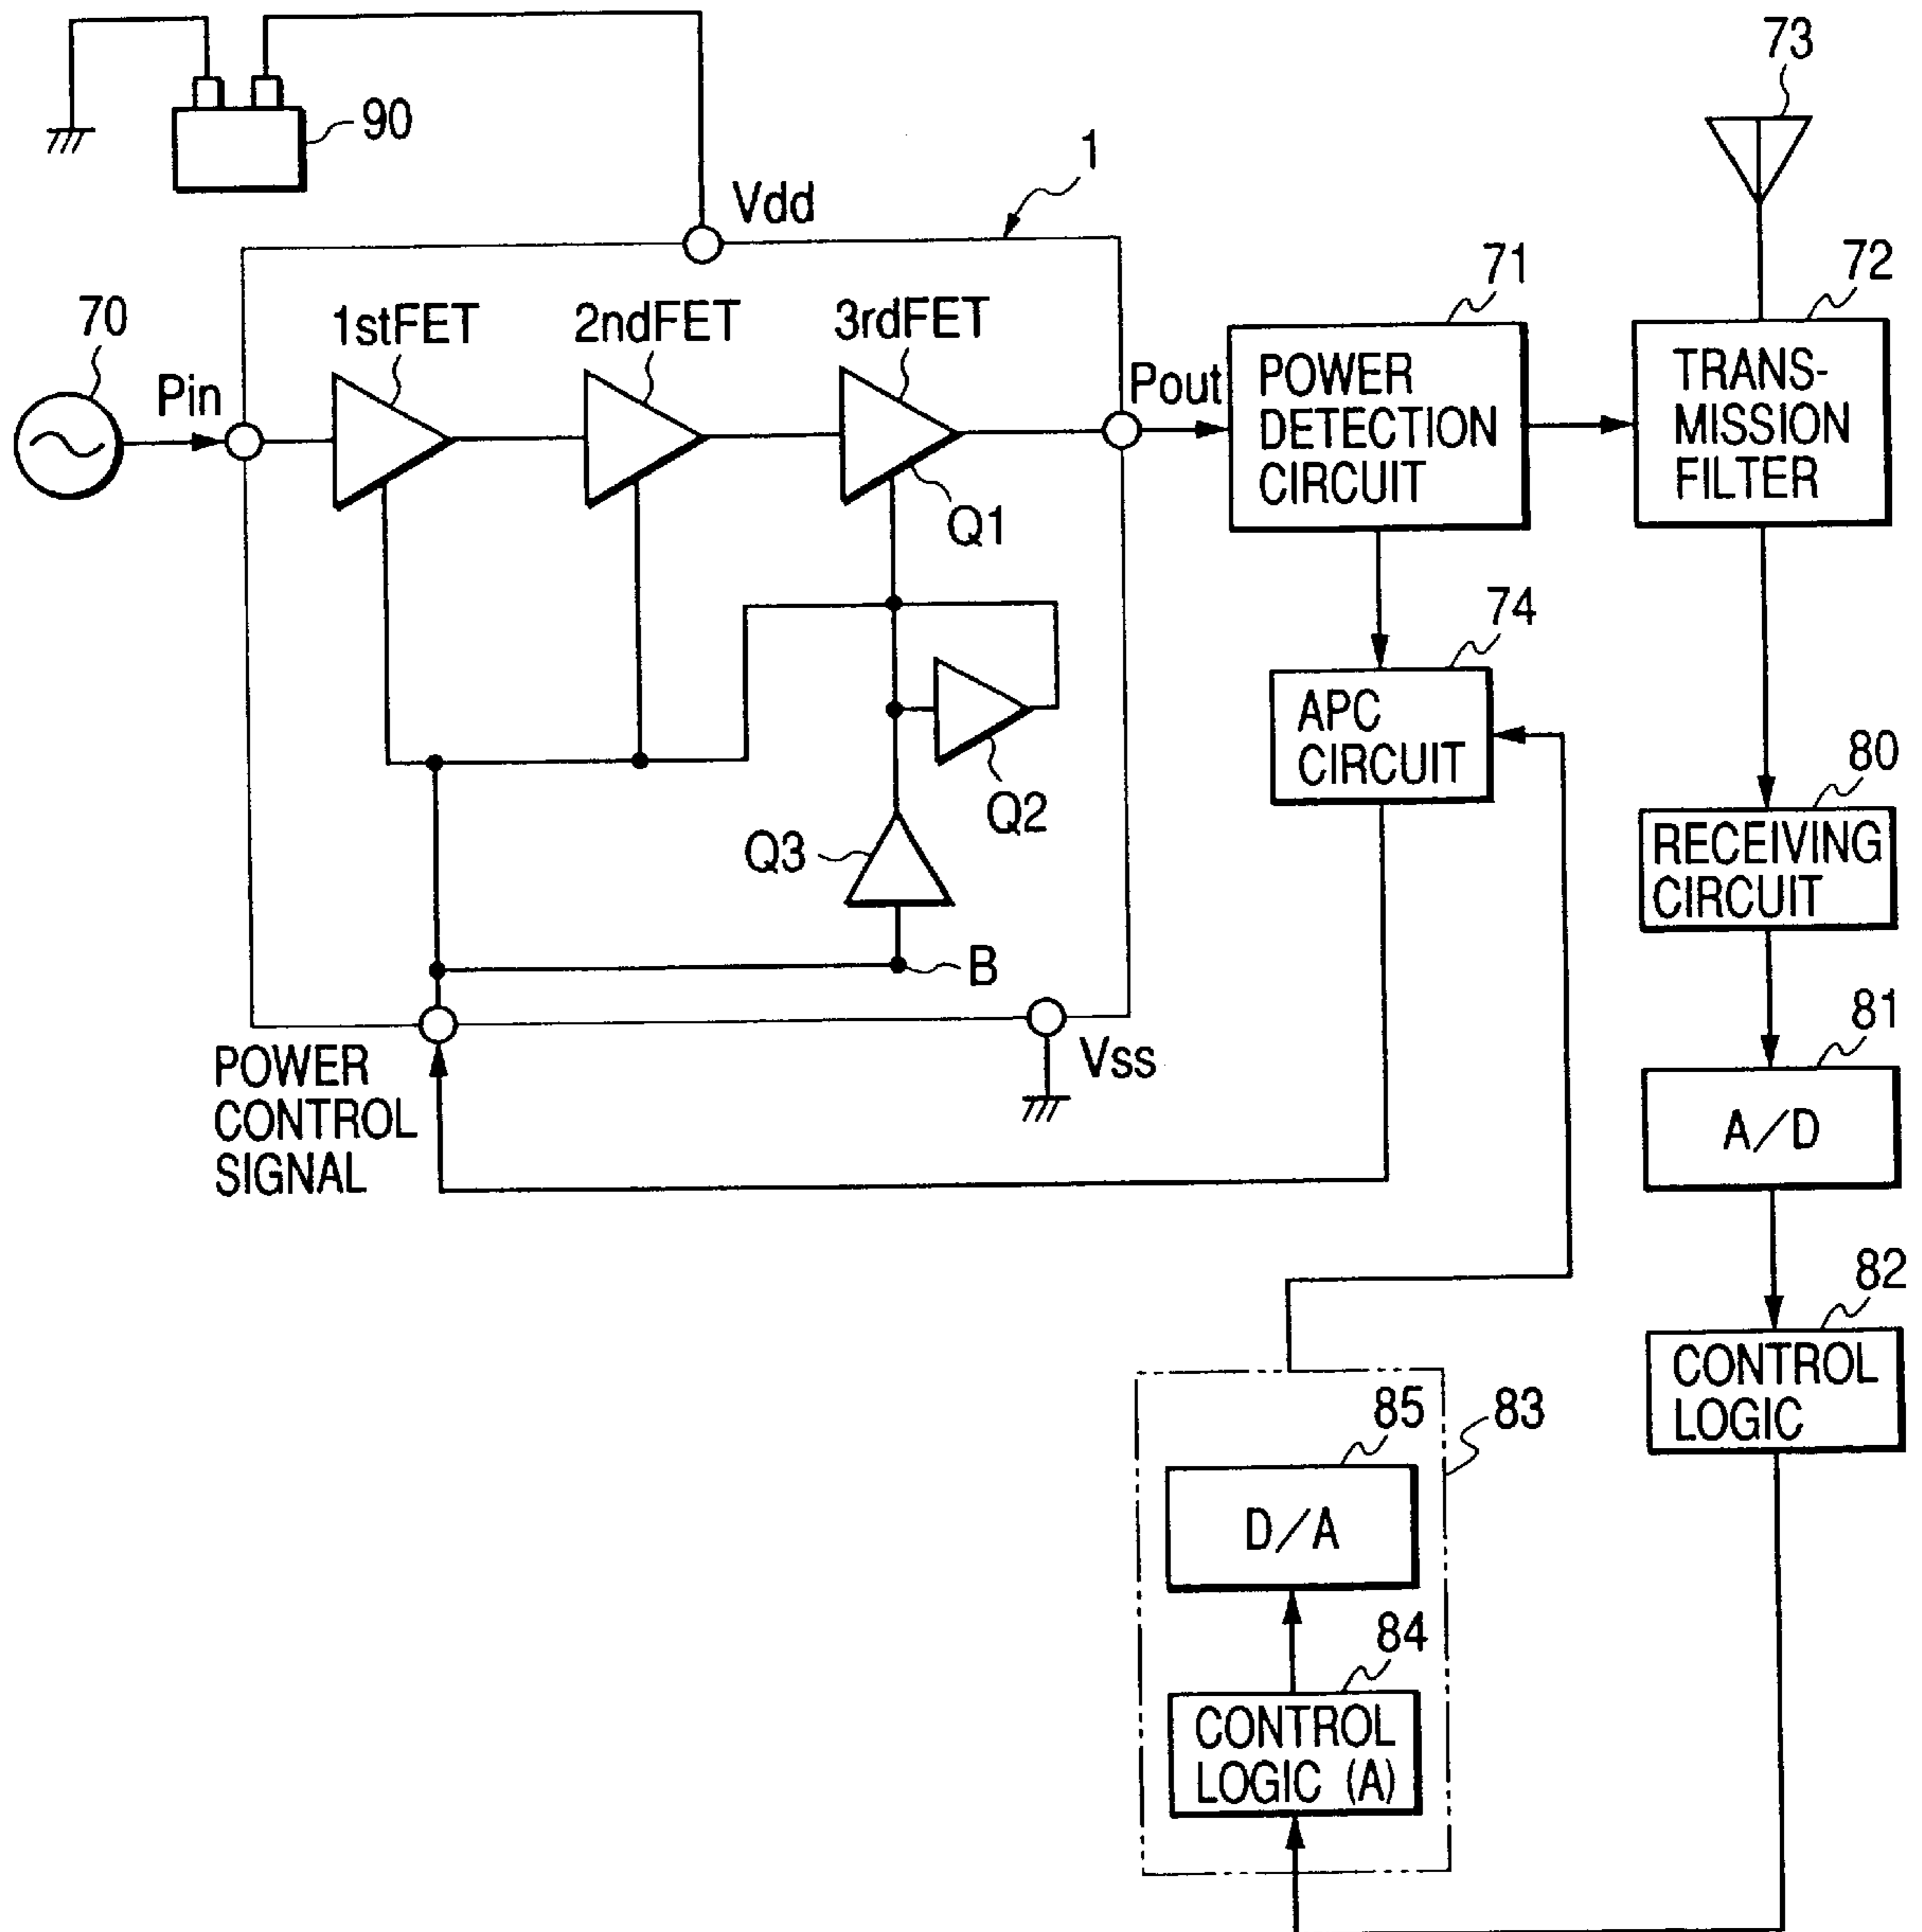 73
90
1
Vdd
70
1stFET
2ndFET
3rdFET
71
72
Pin
Pout
POWER
DETECTION
CIRCUIT
TRANS-
MISSION
FILTER
Q1
74
APC
CIRCUIT
80
Q2
Q3
RECEIVING
CIRCUIT
B
81
POWER
CONTROL
SIGNAL
Vss
A/D
82
CONTROL
LOGIC
85
83
D/A
84
CONTROL
LOGIC (A)